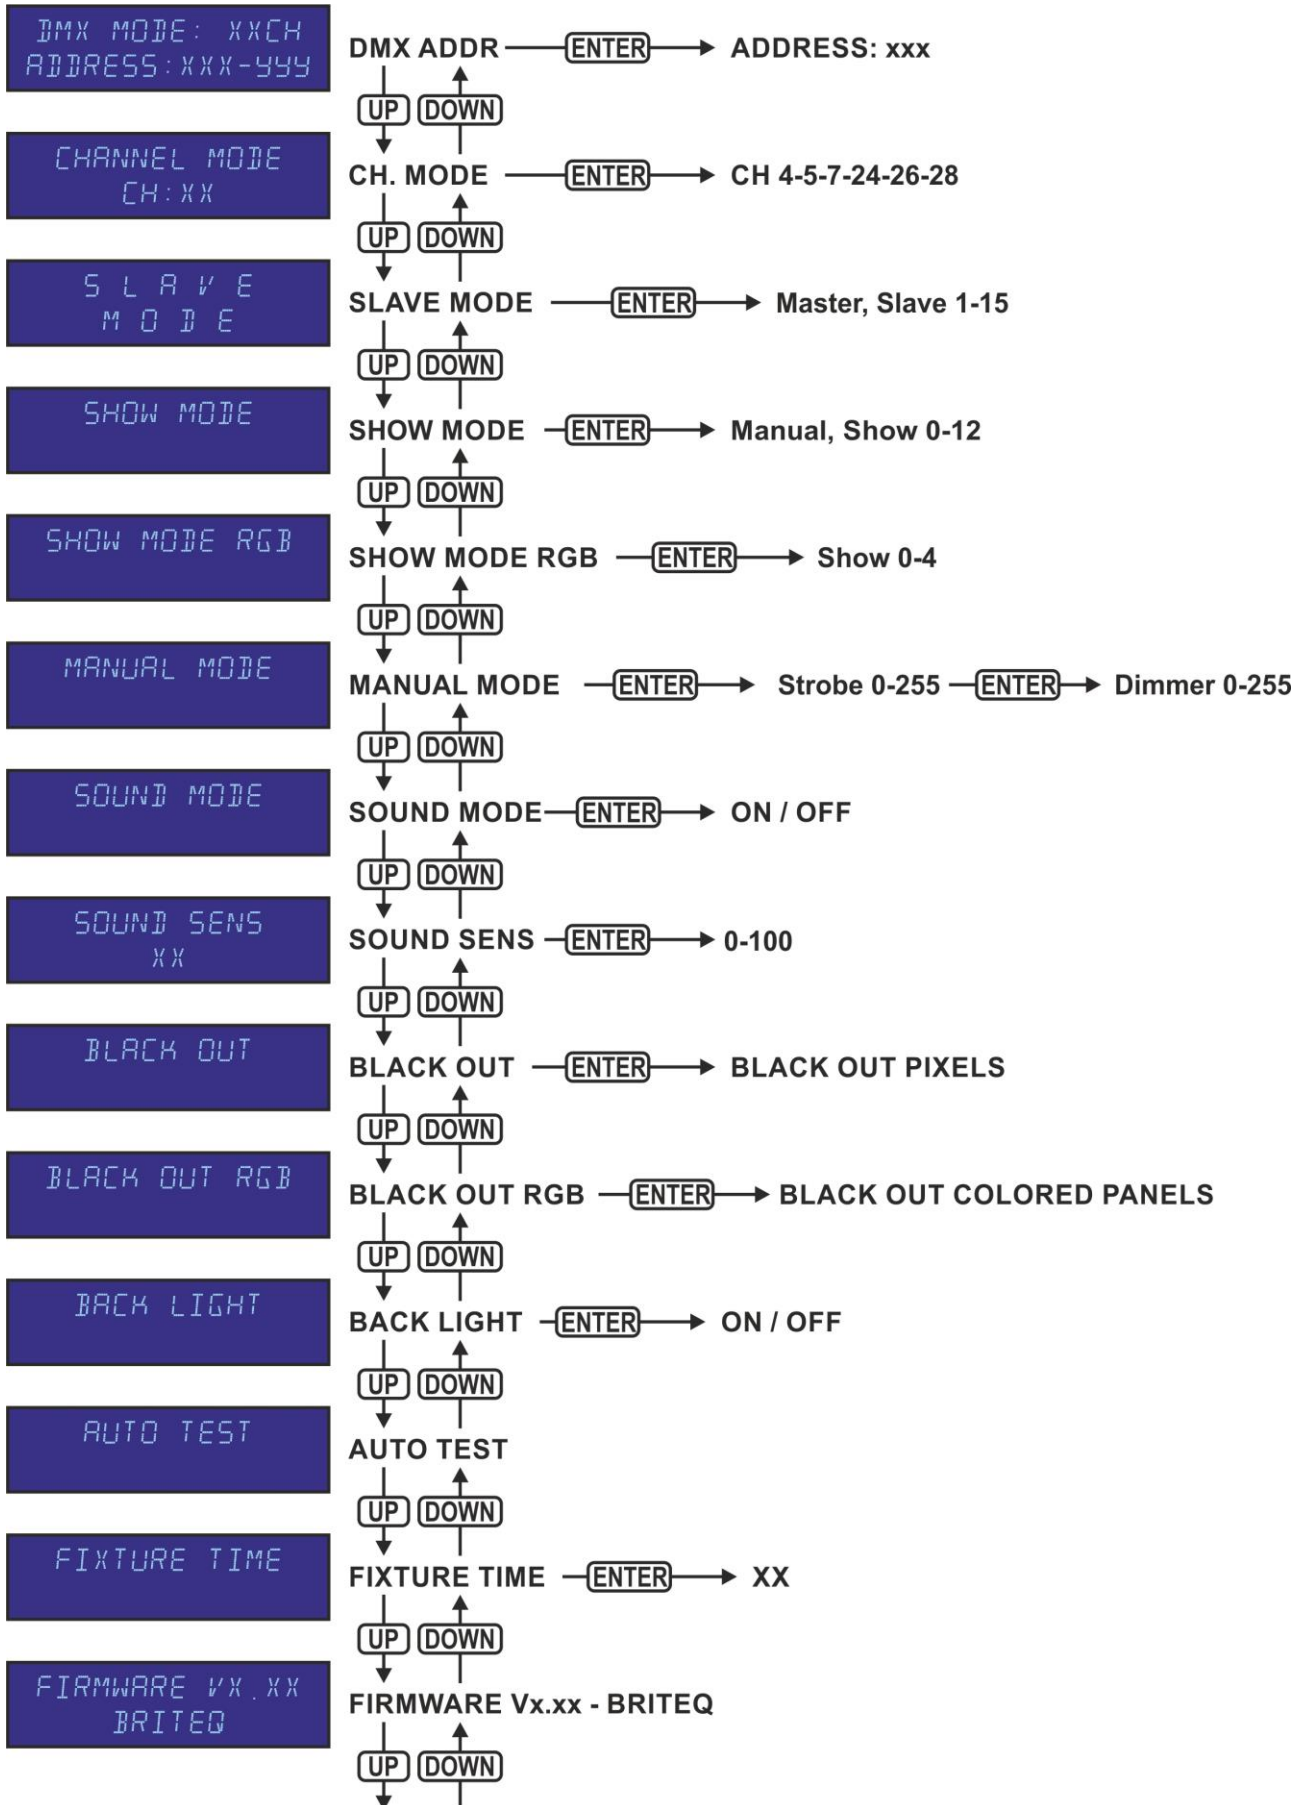 DMX MODE: XXCH
ADDRESS:XXX-YYY
DMX ADDR ENTER ADDRESS: xxx
UP DOWN
CHANNEL MODE
CH:XX
CH. MODE ENTER CH 4-5-7-24-26-28
UP DOWN
S L A V E
M O D E
SLAVE MODE ENTER Master, Slave 1-15
UP DOWN
SHOW MODE
SHOW MODE ENTER Manual, Show 0-12
UP DOWN
SHOW MODE RGB
SHOW MODE RGB ENTER Show 0-4
UP DOWN
MANUAL MODE
MANUAL MODE ENTER Strobe 0-255 ENTER Dimmer 0-255
UP DOWN
SOUND MODE
SOUND MODE ENTER ON / OFF
UP DOWN
SOUND SENS
XX
SOUND SENS ENTER 0-100
UP DOWN
BLACK OUT
BLACK OUT ENTER BLACK OUT PIXELS
UP DOWN
BLACK OUT RGB
BLACK OUT RGB ENTER BLACK OUT COLORED PANELS
UP DOWN
BACK LIGHT
BACK LIGHT ENTER ON / OFF
UP DOWN
AUTO TEST
AUTO TEST
UP DOWN
FIXTURE TIME
FIXTURE TIME ENTER XX
UP DOWN
FIRMWARE VX.XX
BRITEQ
FIRMWARE Vx.xx - BRITEQ
UP DOWN